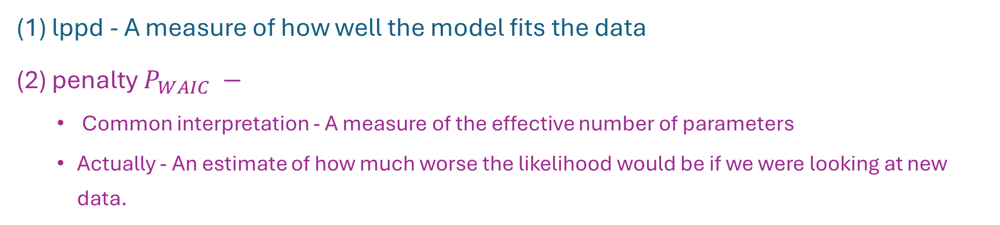 (1) lppd - A measure of how well the model fits the data
(2) penalty P_WAIC −
• Common interpretation - A measure of the effective number of parameters
• Actually - An estimate of how much worse the likelihood would be if we were looking at new
data.